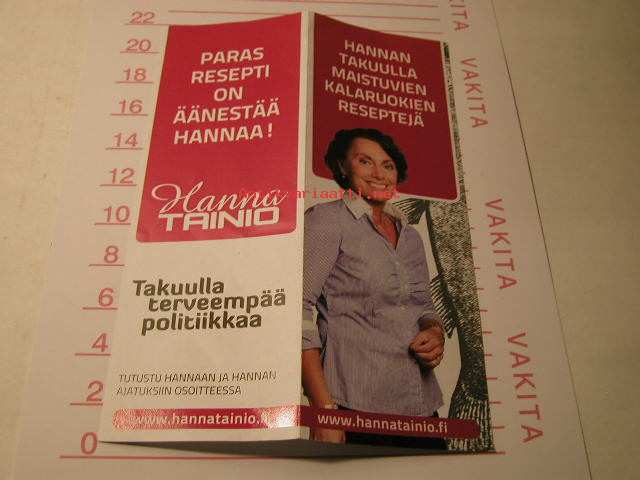 PARAS
RESEPTI
ON
ÄÄNESTÄÄ
HANNAA!
Hanna
TAINIO
Takuulla
terveempää
politiikkaa
TUTUSTU HANNAAN JA HANNAN
AJATUKSIIN OSOITTEESSA
www.hannatainio.fi
HANNAN
TAKUULLA
MAISTUVIEN
KALARUOKIEN
RESEPTEJÄ
www.hannatainio.fi
22
20
18
16
14
12
10
8
6
4
2
0
VAKITA
VAKITA
VAKITA
VAKITA